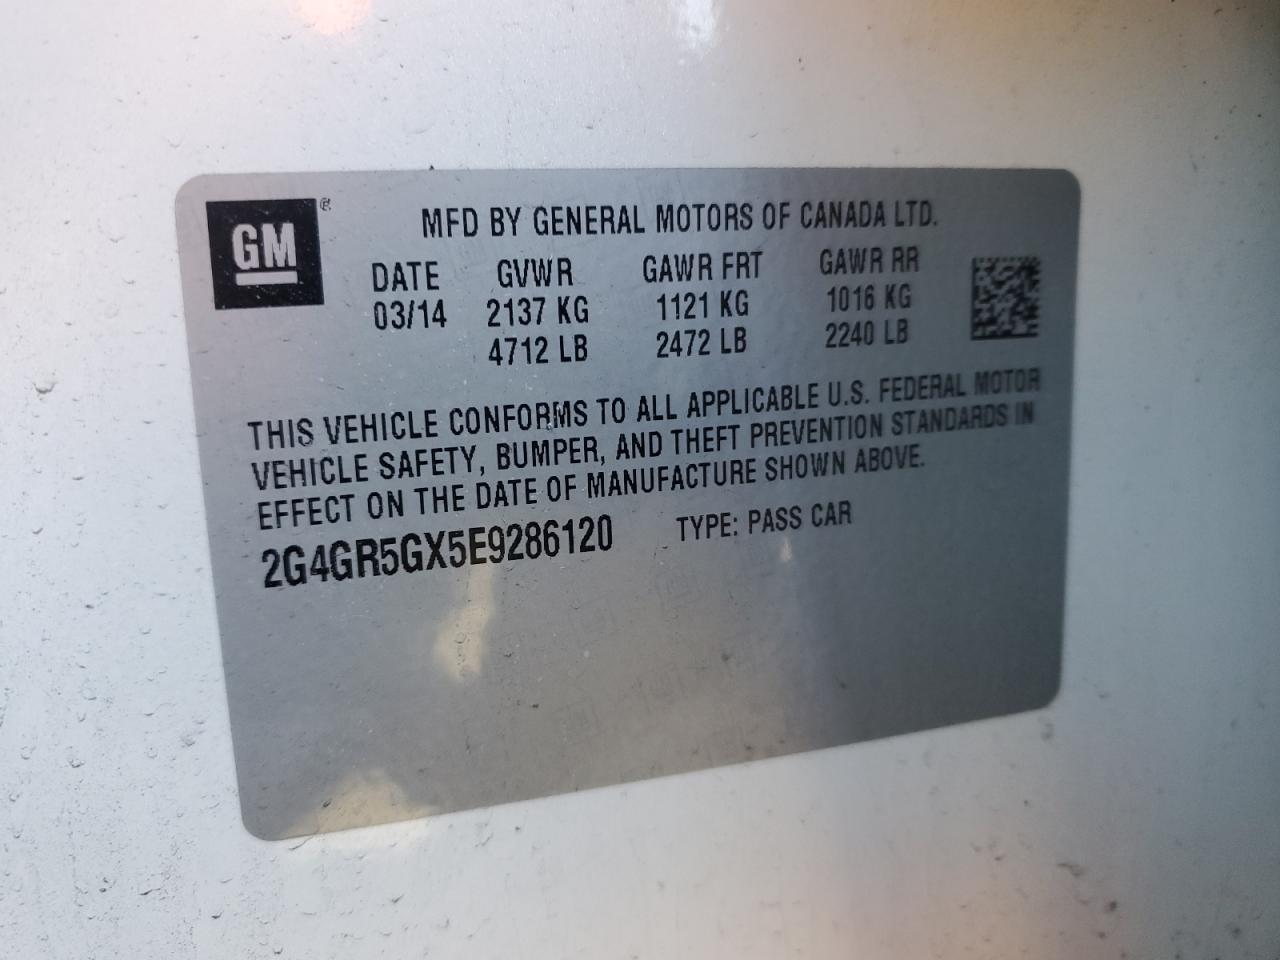 GM ®
MFD BY GENERAL MOTORS OF CANADA LTD.
DATE GVWR GAWR FRT GAWR RR
03/14 2137 KG 1121 KG 1016 KG
4712 LB 2472 LB 2240 LB
THIS VEHICLE CONFORMS TO ALL APPLICABLE U.S. FEDERAL MOTOR
VEHICLE SAFETY, BUMPER, AND THEFT PREVENTION STANDARDS IN
EFFECT ON THE DATE OF MANUFACTURE SHOWN ABOVE.
2G4GR5GX5E9286120 TYPE: PASS CAR